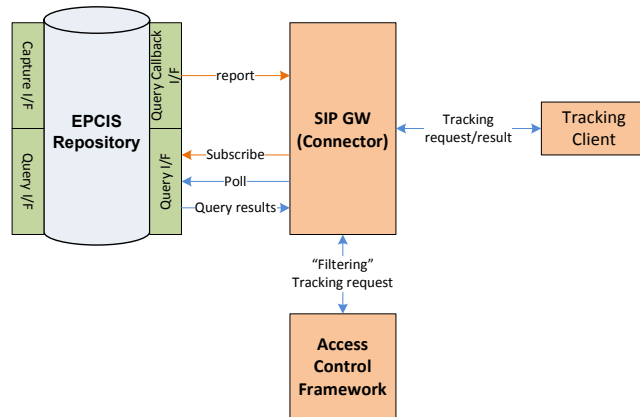 Capture I/F
Query I/F
EPCIS
Repository
Query Callback
I/F
Query I/F
report
Subscribe
Poll
Query results
SIP GW
(Connector)
Tracking
request/result
Tracking
Client
“Filtering”
Tracking request
Access
Control
Framework